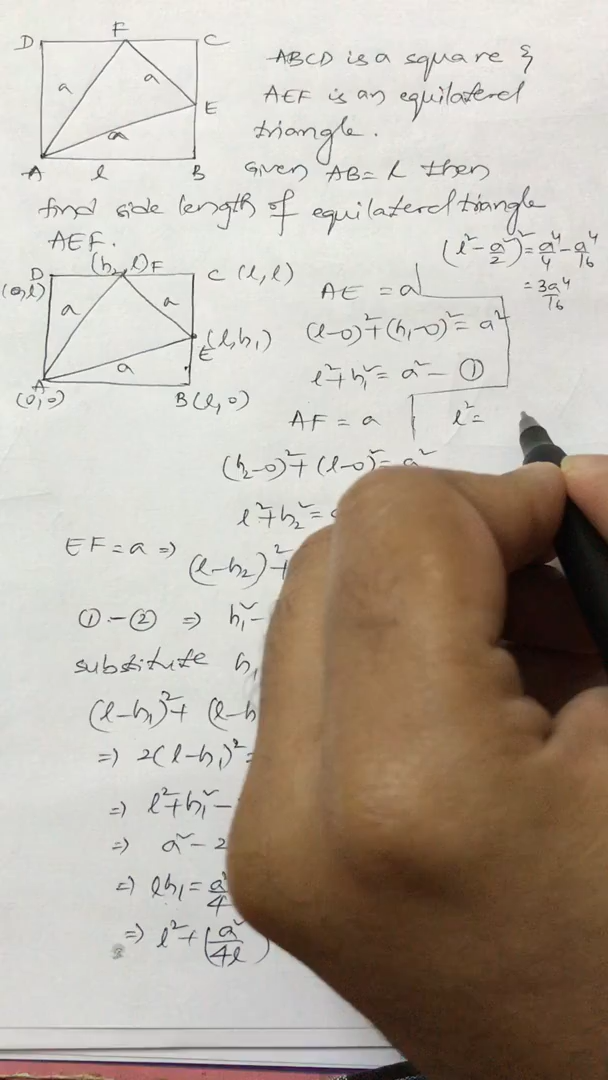 D F C
a a
E
a
A l B
ABCD is a square &
AEF is an equilateral
triangle.
Given AB = l then
find side length of equilateral triangle
AEF.
(h₂, l) F
D C (l, l)
(0, l)
a a
E (l, h₁)
a
A
(0, 0) B (l, 0)
AE = a
(l-0)² + (h₁-0)² = a²
l² + h₁² = a² - ①
AF = a
(h₂-0)² + (l-0)² = a²
l² + h₂² =
EF = a ⇒ (l-h₂)² +
① - ② ⇒ h₁² -
substitute h₁
(l-h₁)² + (l-h
⇒ 2(l-h₁)² =
⇒ l² + h₁² -
⇒ a² - 2
⇒ lh₁ = a²/4
⇒ l² + (a²/4l)
(l² - a²/2)² = a⁴/4 - a⁴/16
= 3a⁴/16
l² =